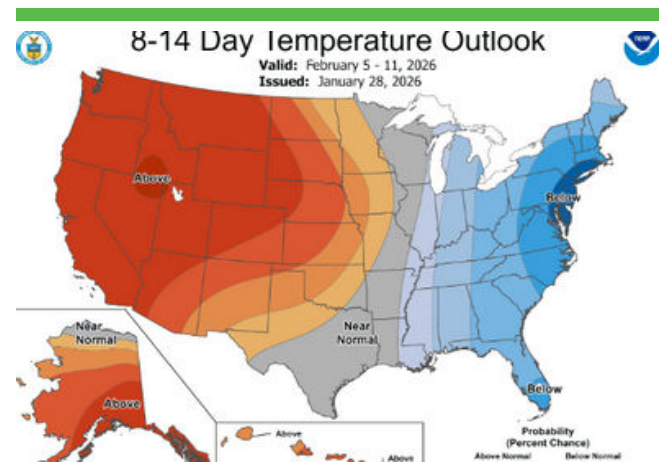 8-14 Day Temperature Outlook
Valid: February 5 - 11, 2026
Issued: January 28, 2026
Above
Below
Near
Normal
Near
Normal
Above
Below
Above
Above
Probability
(Percent Chance)
Above Normal Below Normal